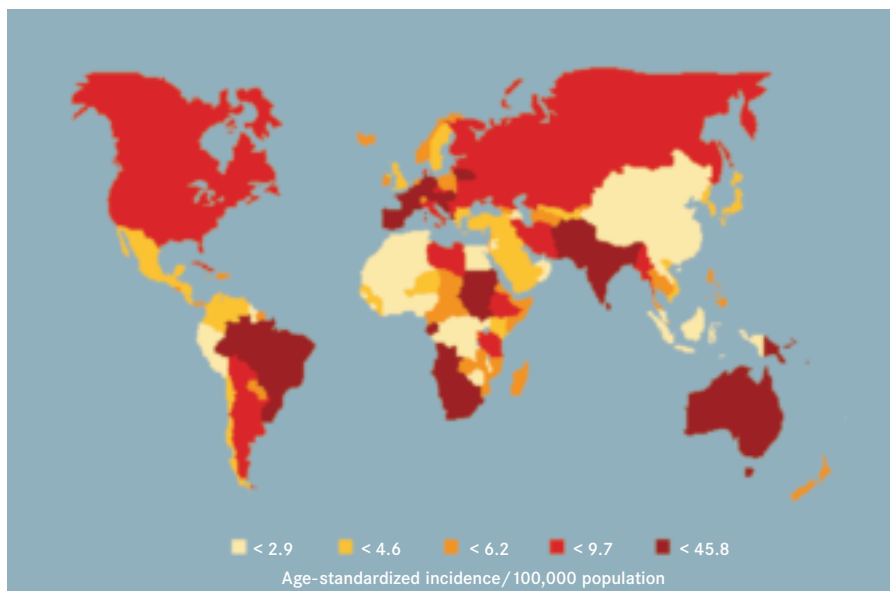 < 2.9 < 4.6 < 6.2 < 9.7 < 45.8
Age-standardized incidence/100,000 population